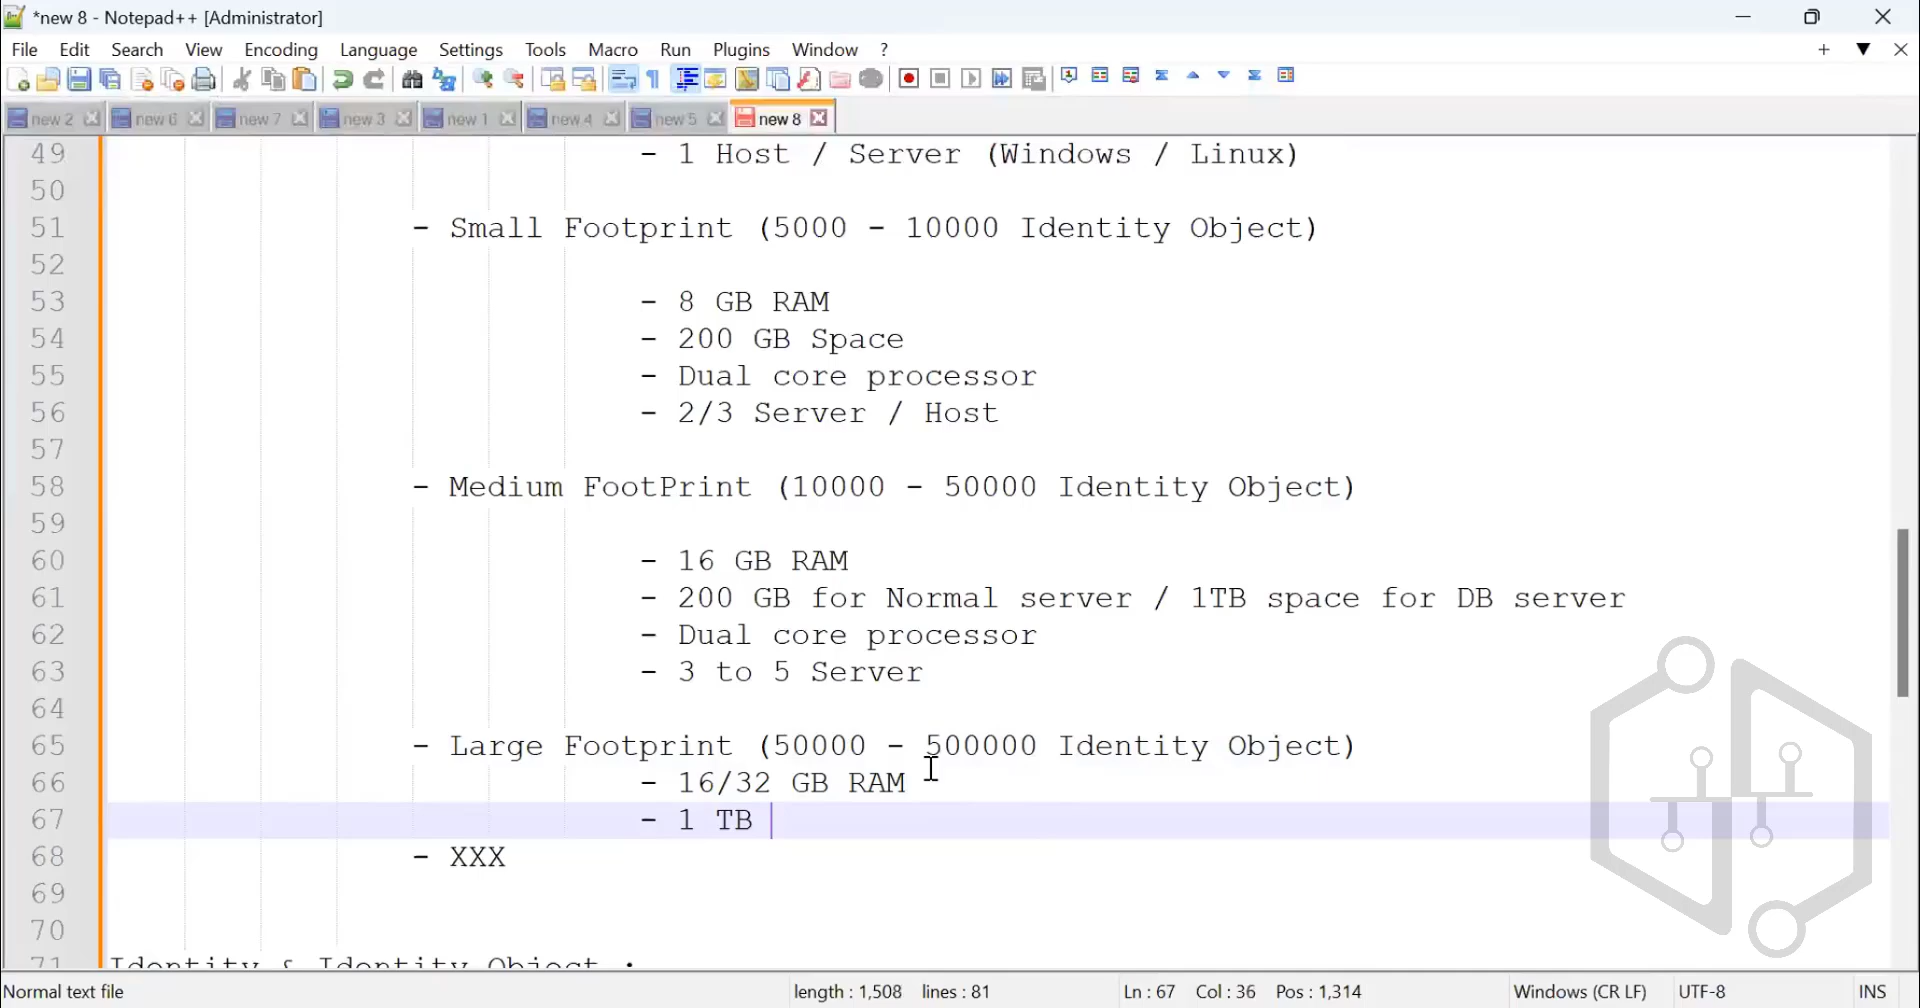 *new 8 - Notepad++ [Administrator]
File Edit Search View Encoding Language Settings Tools Macro Run Plugins Window ?
new 2 new 6 new 7 new 3 new 1 new 4 new 5 new 8
49 - 1 Host / Server (Windows / Linux)
50
51 - Small Footprint (5000 - 10000 Identity Object)
52
53 - 8 GB RAM
54 - 200 GB Space
55 - Dual core processor
56 - 2/3 Server / Host
57
58 - Medium FootPrint (10000 - 50000 Identity Object)
59
60 - 16 GB RAM
61 - 200 GB for Normal server / 1TB space for DB server
62 - Dual core processor
63 - 3 to 5 Server
64
65 - Large Footprint (50000 - 500000 Identity Object)
66 - 16/32 GB RAM
67 - 1 TB
68 - XXX
69
70
71 Identity & Identity Object :
Normal text file length : 1,508 lines : 81 Ln : 67 Col : 36 Pos : 1,314 Windows (CR LF) UTF-8 INS